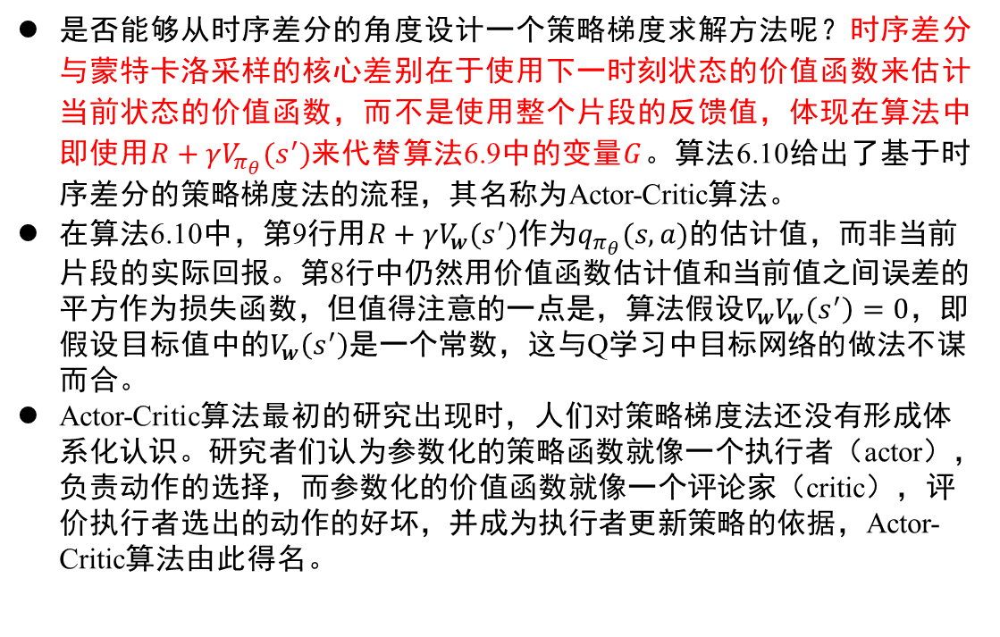 ● 是否能够从时序差分的角度设计一个策略梯度求解方法呢？时序差分
与蒙特卡洛采样的核心差别在于使用下一时刻状态的价值函数来估计
当前状态的价值函数，而不是使用整个片段的反馈值，体现在算法中
即使用R + γV_{π_θ}(s′)来代替算法6.9中的变量G。算法6.10给出了基于时
序差分的策略梯度法的流程，其名称为Actor-Critic算法。
● 在算法6.10中，第9行用R + γV_w(s′)作为q_{π_θ}(s, a)的估计值，而非当前
片段的实际回报。第8行中仍然用价值函数估计值和当前值之间误差的
平方作为损失函数，但值得注意的一点是，算法假设∇_wV_w(s′) = 0，即
假设目标值中的V_w(s′)是一个常数，这与Q学习中目标网络的做法不谋
而合。
● Actor-Critic算法最初的研究出现时，人们对策略梯度法还没有形成体
系化认识。研究者们认为参数化的策略函数就像一个执行者（actor），
负责动作的选择，而参数化的价值函数就像一个评论家（critic），评
价执行者选出的动作的好坏，并成为执行者更新策略的依据，Actor-
Critic算法由此得名。